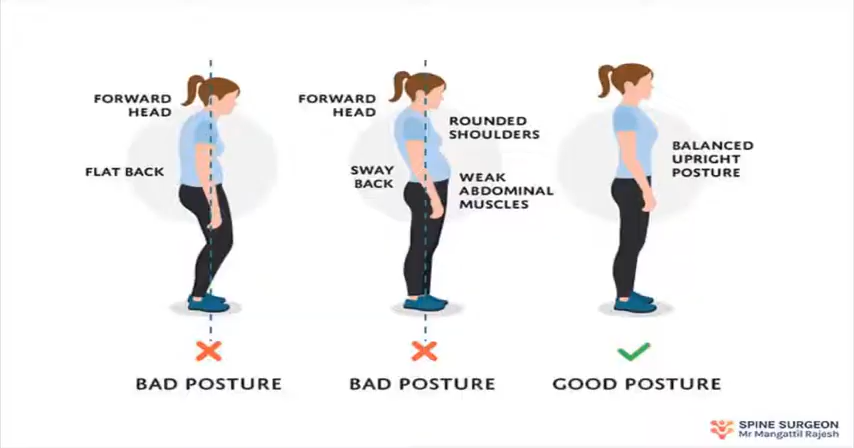 FORWARD
HEAD
FLAT BACK
BAD POSTURE
FORWARD
HEAD
ROUNDED
SHOULDERS
SWAY
BACK
WEAK
ABDOMINAL
MUSCLES
BAD POSTURE
BALANCED
UPRIGHT
POSTURE
GOOD POSTURE
SPINE SURGEON
Mr Mangattil Rajesh